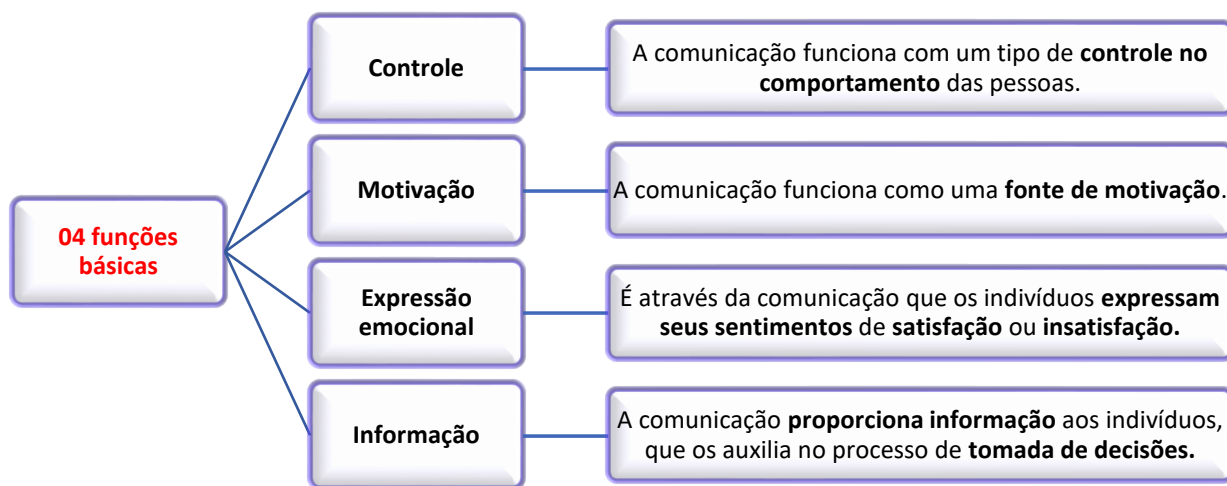 Controle
A comunicação funciona com um tipo de controle no
comportamento das pessoas.
Motivação
A comunicação funciona como uma fonte de motivação.
04 funções
básicas
Expressão
emocional
É através da comunicação que os indivíduos expressam
seus sentimentos de satisfação ou insatisfação.
Informação
A comunicação proporciona informação aos indivíduos,
que os auxilia no processo de tomada de decisões.